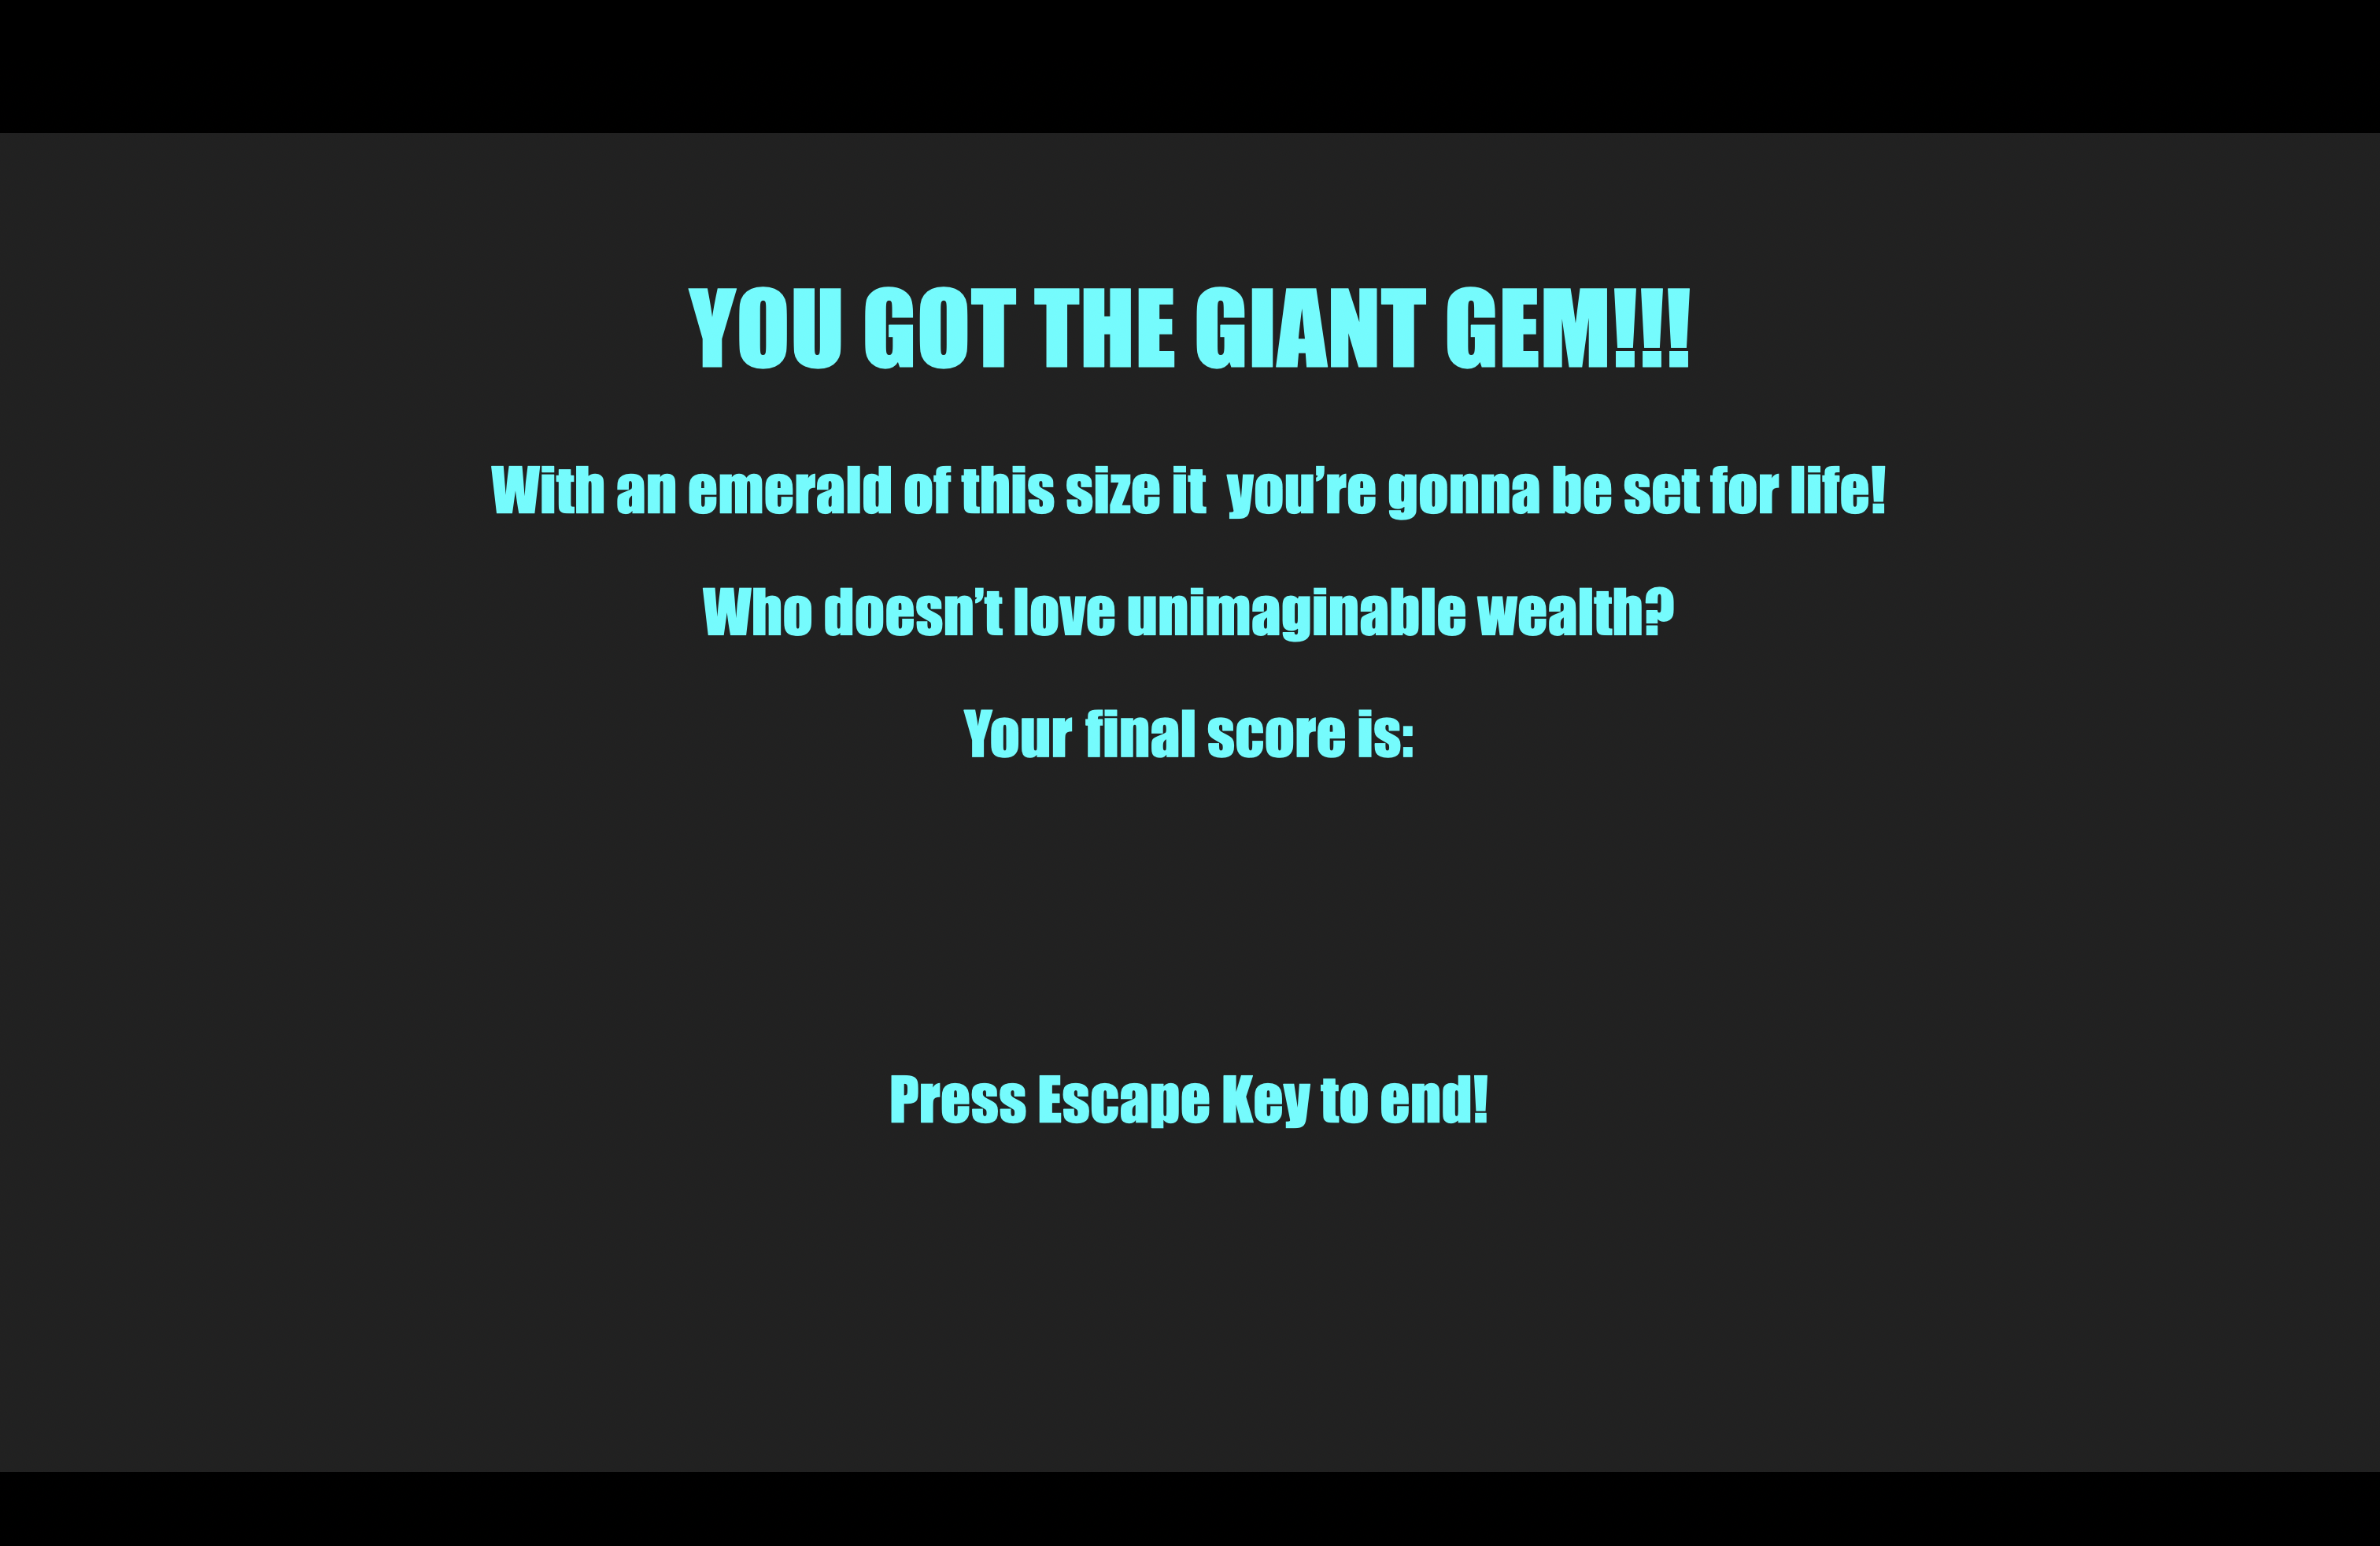 YOU GOT THE GIANT GEM!!!
With an emerald of this size it  you're gonna be set for life!
Who doesn't love unimaginable wealth?
Your final score is:
Press Escape Key to end!